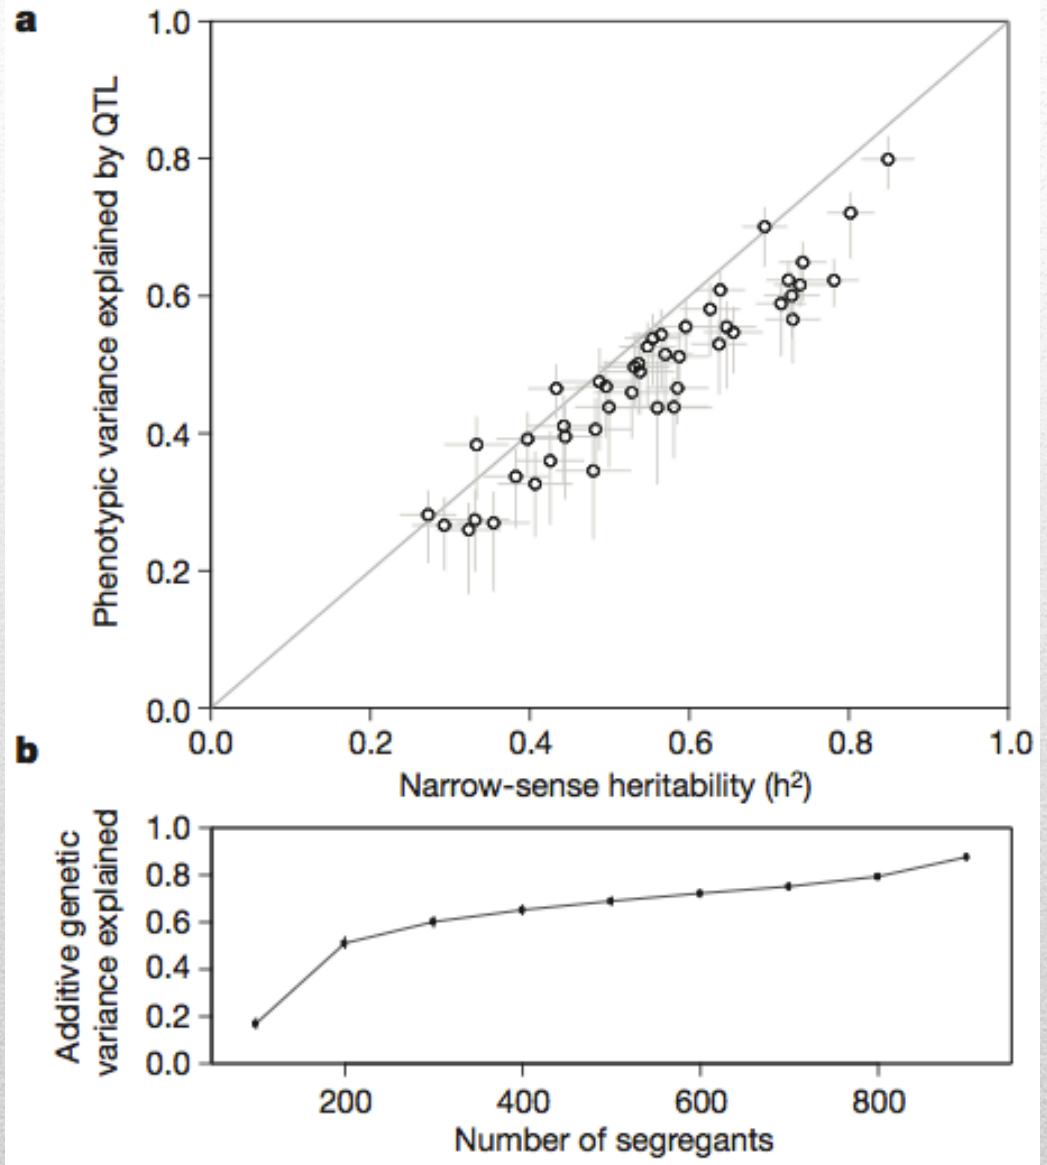 a
Phenotypic variance explained by QTL
1.0
0.8
0.6
0.4
0.2
0.0
0.0 0.2 0.4 0.6 0.8 1.0
Narrow-sense heritability (h²)
b
Additive genetic
variance explained
1.0
0.8
0.6
0.4
0.2
0.0
200 400 600 800
Number of segregants